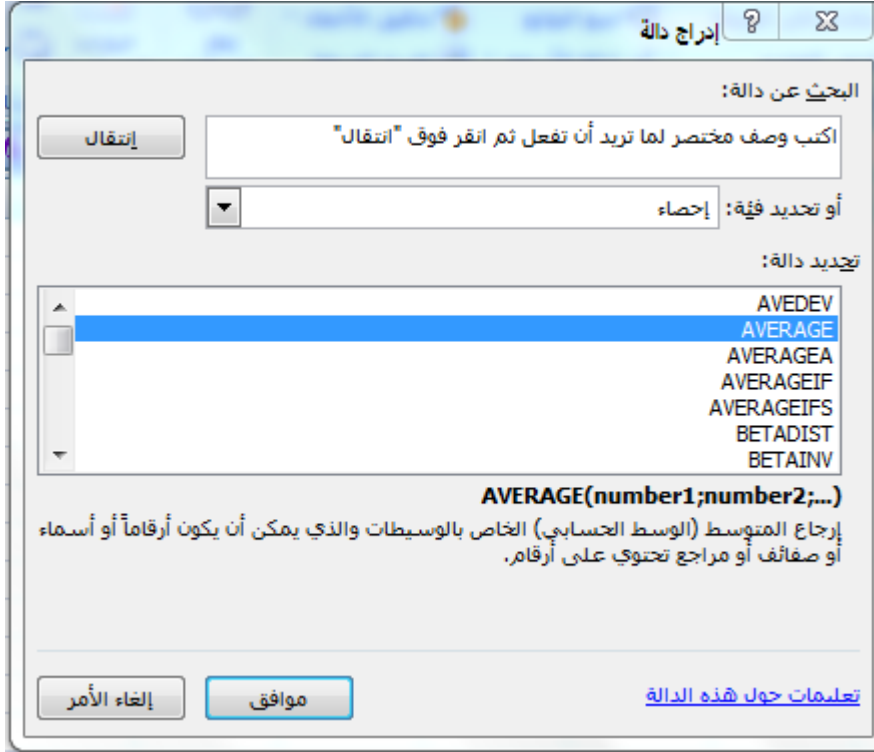 إدراج دالة
البحث عن دالة:
اكتب وصف مختصر لما تريد أن تفعل ثم انقر فوق "انتقال"
إنتقال
أو تحديد فئة: إحصاء
تحديد دالة:
AVEDEV
AVERAGE
AVERAGEA
AVERAGEIF
AVERAGEIFS
BETADIST
BETAINV
AVERAGE(number1;number2;...)
إرجاع المتوسط (الوسط الحسابي) الخاص بالوسيطات والذي يمكن أن يكون أرقاماً أو أسماء
أو صفائف أو مراجع تحتوي على أرقام.
تعليمات حول هذه الدالة
موافق
إلغاء الأمر